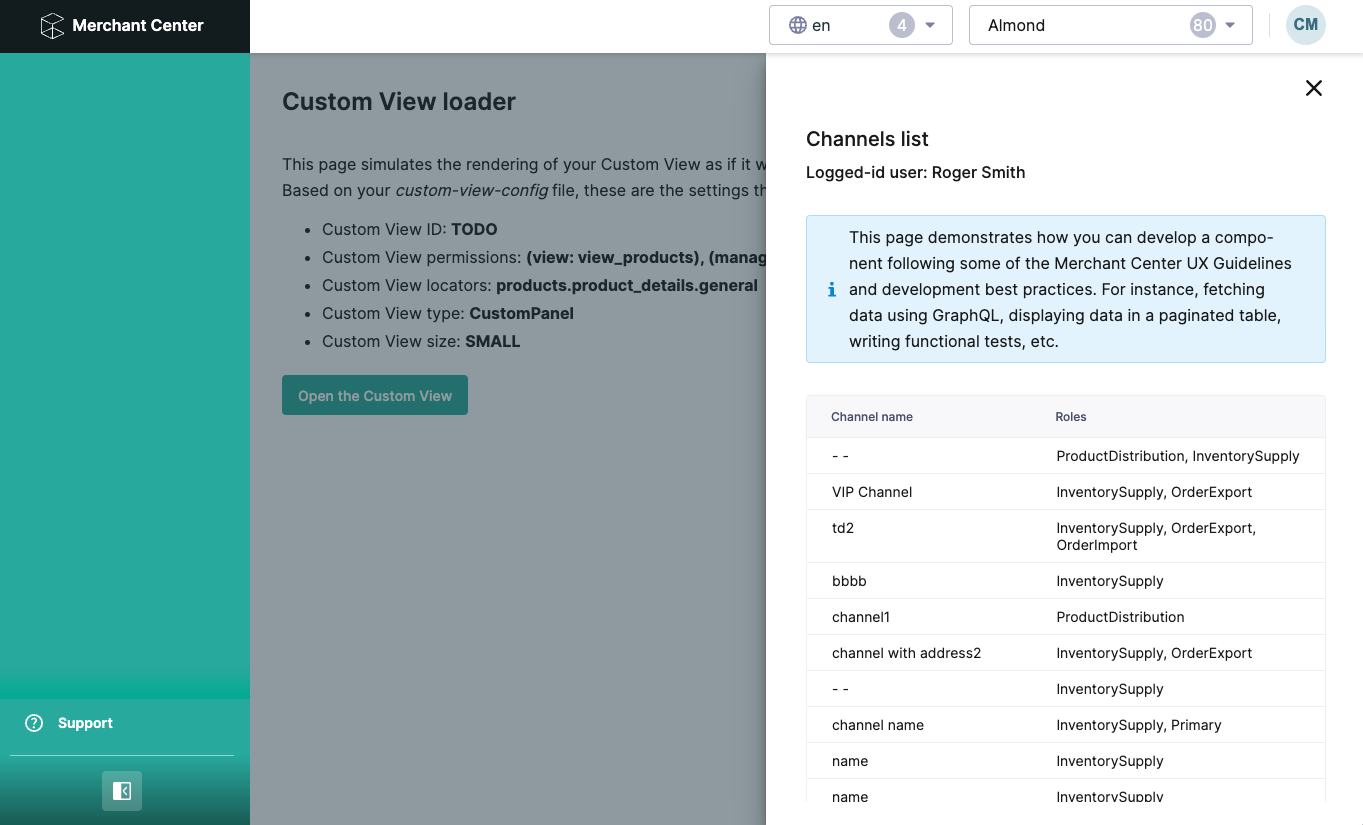 Merchant Center
en
4
Almond
80
CM
Custom View loader
This page simulates the rendering of your Custom View as if it w
Based on your custom-view-config file, these are the settings th
• Custom View ID: TODO
• Custom View permissions: (view: view_products), (manag
• Custom View locators: products.product_details.general
• Custom View type: CustomPanel
• Custom View size: SMALL
Open the Custom View
Support
Channels list
Logged-id user: Roger Smith
This page demonstrates how you can develop a compo-
nent following some of the Merchant Center UX Guidelines
and development best practices. For instance, fetching
data using GraphQL, displaying data in a paginated table,
writing functional tests, etc.
Channel name Roles
- - ProductDistribution, InventorySupply
VIP Channel InventorySupply, OrderExport
td2 InventorySupply, OrderExport,
OrderImport
bbbb InventorySupply
channel1 ProductDistribution
channel with address2 InventorySupply, OrderExport
- - InventorySupply
channel name InventorySupply, Primary
name InventorySupply
name InventorySupply